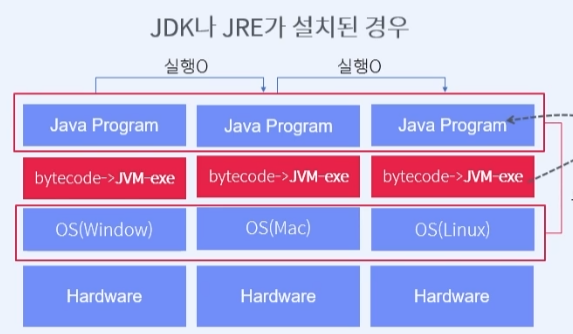 JDK나 JRE가 설치된 경우
실행O 실행O
Java Program Java Program Java Program
bytecode->JVM-exe bytecode->JVM-exe bytecode->JVM-exe
OS(Window) OS(Mac) OS(Linux)
Hardware Hardware Hardware